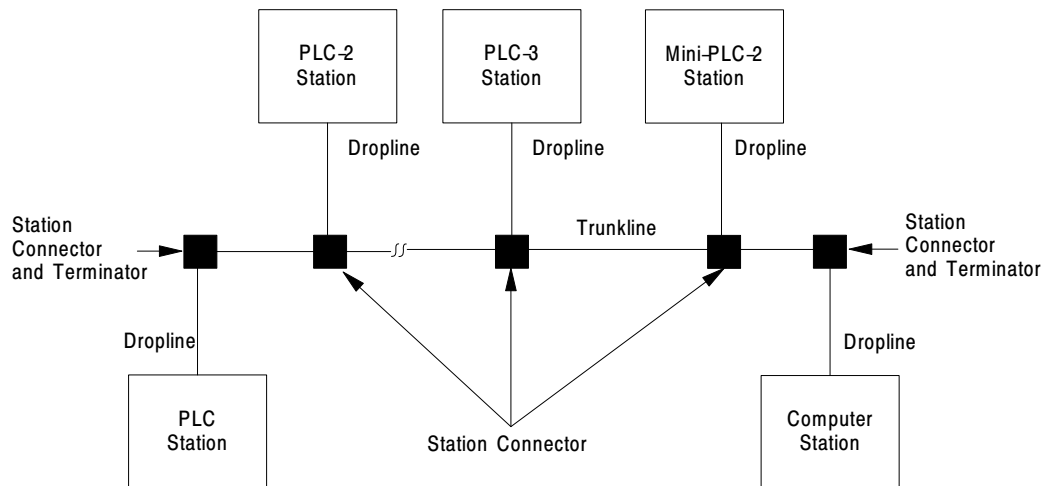 PLC-2
Station
PLC-3
Station
Mini-PLC-2
Station
Dropline
Dropline
Dropline
Station
Connector
and Terminator
Trunkline
Station
Connector
and Terminator
Dropline
Dropline
PLC
Station
Station Connector
Computer
Station